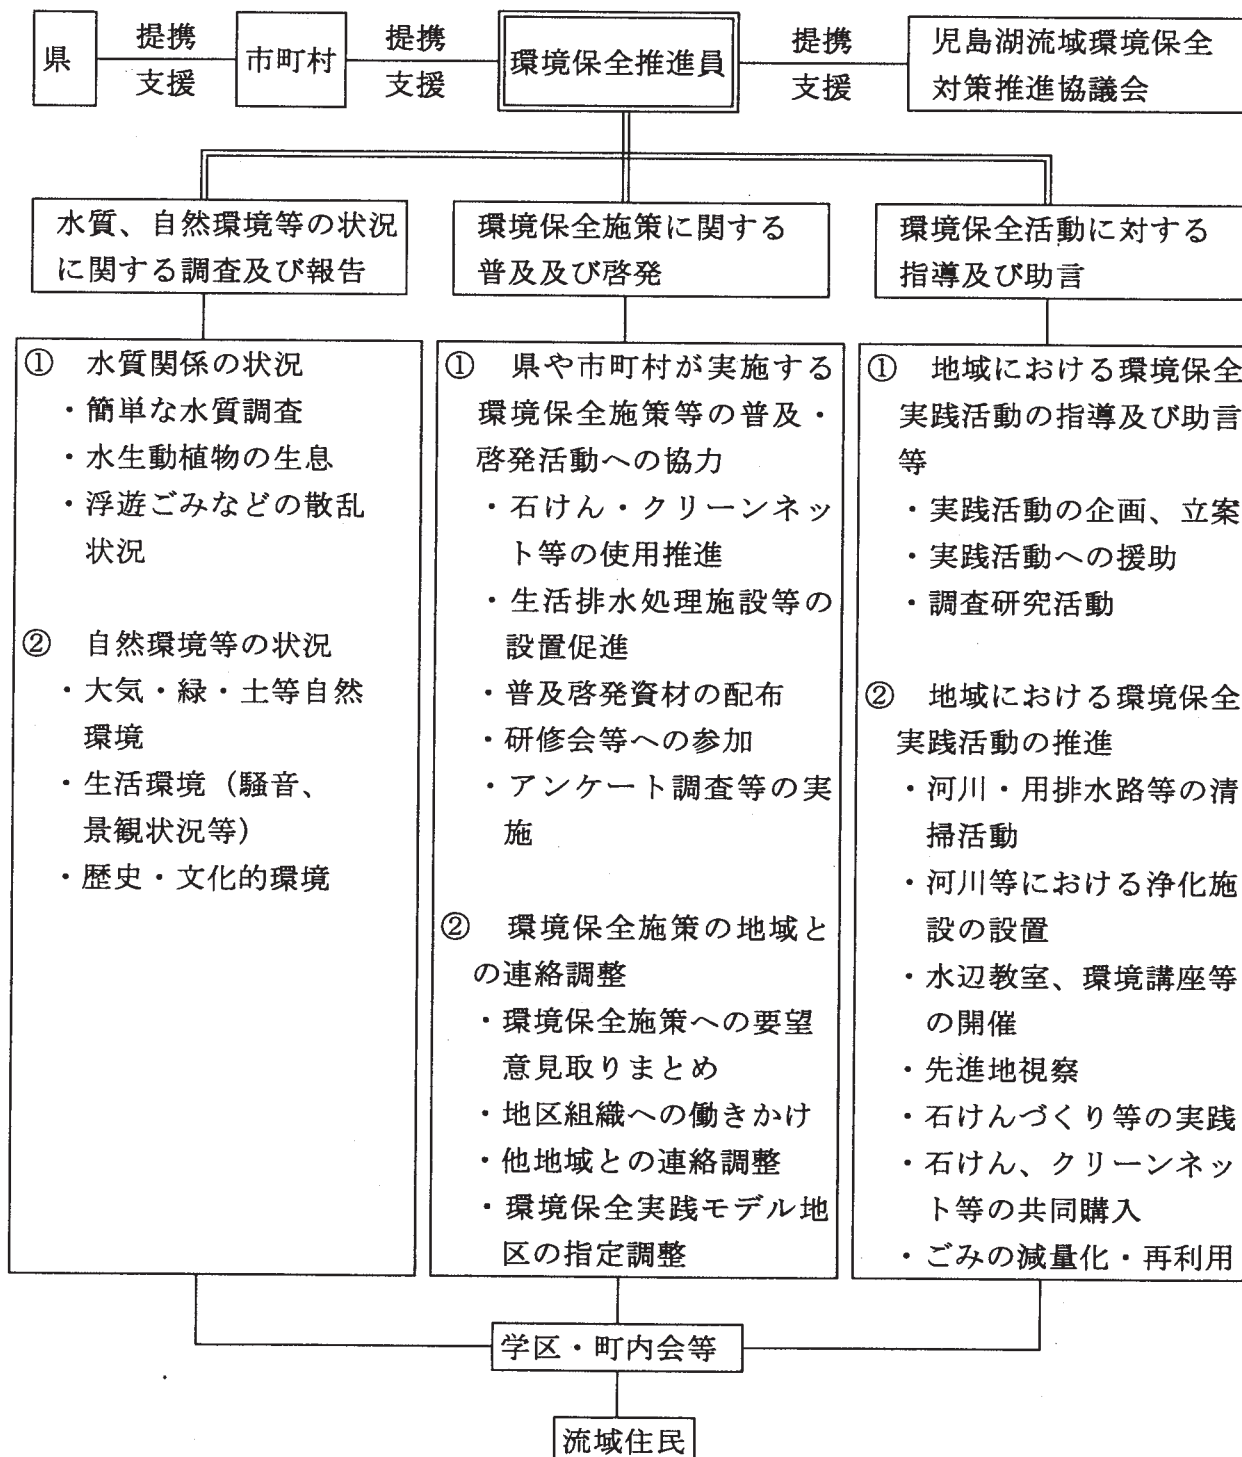 県
提携
支援
市町村
提携
支援
環境保全推進員
提携
支援
児島湖流域環境保全
対策推進協議会
水質、自然環境等の状況
に関する調査及び報告
環境保全施策に関する
普及及び啓発
環境保全活動に対する
指導及び助言
① 水質関係の状況
・簡単な水質調査
・水生動植物の生息
・浮遊ごみなどの散乱
状況
② 自然環境等の状況
・大気・緑・土等自然
環境
・生活環境（騒音、
景観状況等）
・歴史・文化的環境
① 県や市町村が実施する
環境保全施策等の普及・
啓発活動への協力
・石けん・クリーンネッ
ト等の使用推進
・生活排水処理施設等の
設置促進
・普及啓発資材の配布
・研修会等への参加
・アンケート調査等の実
施
② 環境保全施策の地域と
の連絡調整
・環境保全施策への要望
意見取りまとめ
・地区組織への働きかけ
・他地域との連絡調整
・環境保全実践モデル地
区の指定調整
① 地域における環境保全
実践活動の指導及び助言
等
・実践活動の企画、立案
・実践活動への援助
・調査研究活動
② 地域における環境保全
実践活動の推進
・河川・用排水路等の清
掃活動
・河川等における浄化施
設の設置
・水辺教室、環境講座等
の開催
・先進地視察
・石けんづくり等の実践
・石けん、クリーンネッ
ト等の共同購入
・ごみの減量化・再利用
学区・町内会等
流域住民